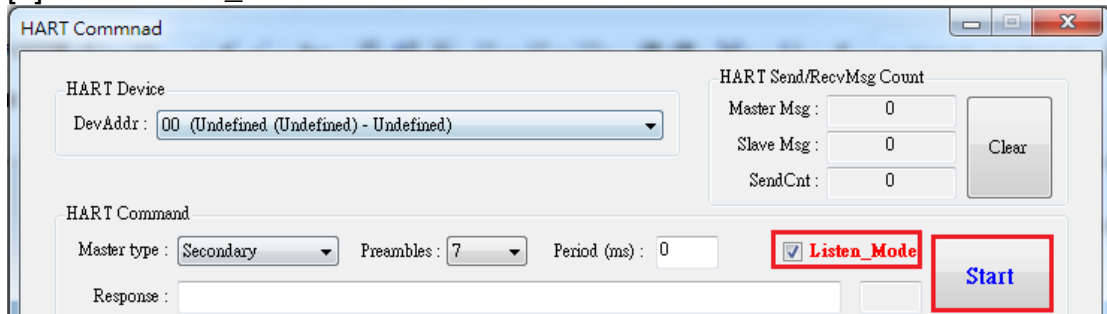 HART Commnad
HART Device
DevAddr : 00 (Undefined (Undefined) - Undefined)
HART Send/RecvMsg Count
Master Msg : 0
Slave Msg : 0
SendCnt : 0
Clear
HART Command
Master type : Secondary Preambles : 7 Period (ms) : 0 Listen_Mode
Start
Response :